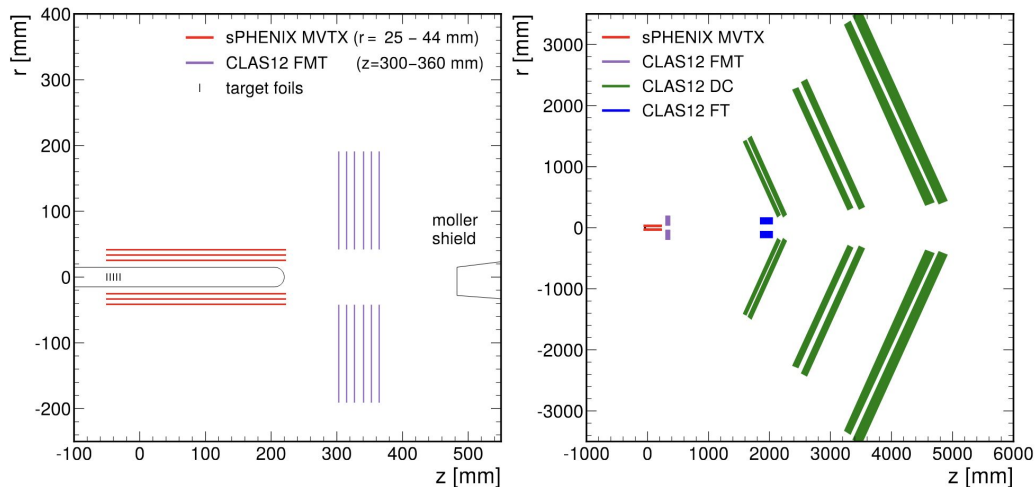 r [mm]
400
300
200
100
0
-100
-200
sPHENIX MVTX (r = 25 − 44 mm)
CLAS12 FMT (z=300−360 mm)
target foils
moller
shield
-100 0 100 200 300 400 500
z [mm]
r [mm]
3000
2000
1000
0
-1000
-2000
-3000
sPHENIX MVTX
CLAS12 FMT
CLAS12 DC
CLAS12 FT
-1000 0 1000 2000 3000 4000 5000 6000
z [mm]